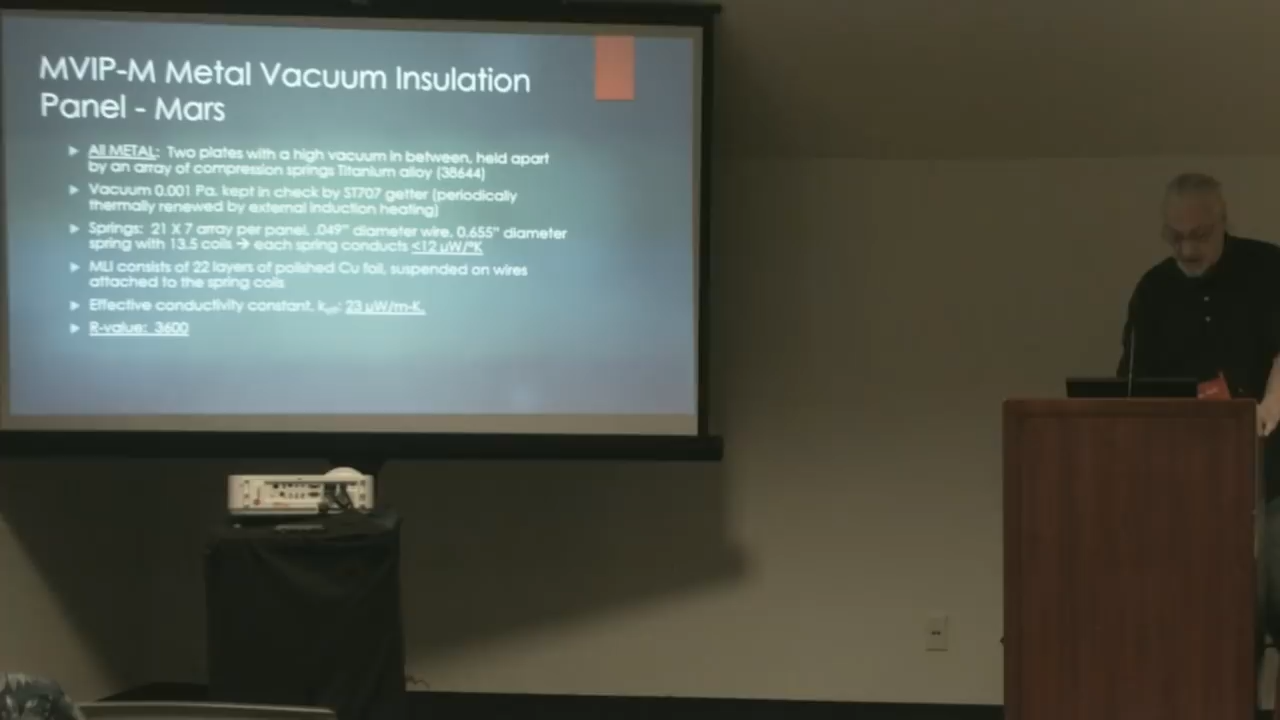 MVIP-M Metal Vacuum Insulation
Panel - Mars
All METAL: Two plates with a high vacuum in between, held apart
by an array of compression springs Titanium alloy (38644)
Vacuum 0.001 Pa, kept in check by ST707 getter (periodically
thermally renewed by external induction heating)
Springs: 21 X 7 array per panel, .049" diameter wire, 0.655" diameter
spring with 13.5 coils → each spring conducts <12 µW/°K
MLI consists of 22 layers of polished Cu foil, suspended on wires
attached to the spring coils
Effective conductivity constant, keff: 23 µW/m-K.
R-value: 3600